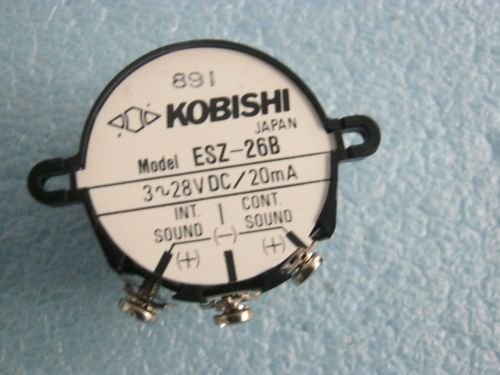 891
KOBISHI
JAPAN
Model ESZ-26B
3~28VDC/20mA
INT. SOUND (+)
(-)
CONT. SOUND (+)